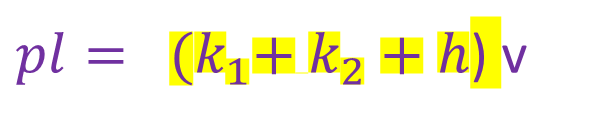 pl = (k₁ + k₂ + h) v